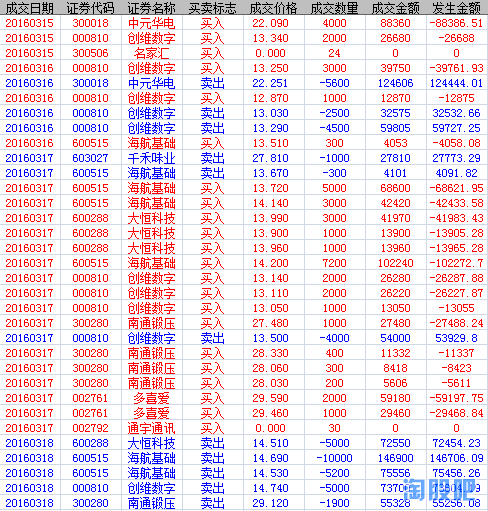 成交日期 证券代码 证券名称 买卖标志 成交价格 成交数量 成交金额 发生金额
20160315 300018 中元华电 买入 22.090 4000 88360 -88386.51
20160315 000810 创维数字 买入 13.340 2000 26680 -26688
20160315 300506 名家汇 买入 0.000 24 0 0
20160316 000810 创维数字 买入 13.250 3000 39750 -39761.93
20160316 300018 中元华电 卖出 22.251 -5600 124606 124444.01
20160316 000810 创维数字 买入 12.870 1000 12870 -12875
20160316 000810 创维数字 卖出 13.030 -2500 32575 32532.66
20160316 000810 创维数字 卖出 13.290 -4500 59805 59727.25
20160316 600515 海航基础 买入 13.510 300 4053 -4058.08
20160317 603027 千禾味业 卖出 27.810 -1000 27810 27773.29
20160317 600515 海航基础 卖出 13.670 -300 4101 4091.82
20160317 600515 海航基础 买入 13.720 5000 68600 -68621.95
20160317 600515 海航基础 买入 14.140 3000 42420 -42433.58
20160317 600288 大恒科技 买入 13.990 3000 41970 -41983.43
20160317 600288 大恒科技 买入 13.900 1000 13900 -13905.28
20160317 600288 大恒科技 买入 13.960 1000 13960 -13965.28
20160317 600515 海航基础 买入 14.200 7200 102240 -102272.7
20160317 000810 创维数字 买入 13.140 2000 26280 -26287.88
20160317 000810 创维数字 买入 13.110 2000 26220 -26227.87
20160317 000810 创维数字 买入 13.050 1000 13050 -13055
20160317 300280 南通锻压 买入 27.480 1000 27480 -27488.24
20160317 000810 创维数字 卖出 13.500 -4000 54000 53929.8
20160317 300280 南通锻压 买入 28.330 400 11332 -11337
20160317 300280 南通锻压 买入 28.060 300 8418 -8423
20160317 300280 南通锻压 买入 28.030 200 5606 -5611
20160317 002761 多喜爱 买入 29.590 2000 59180 -59197.75
20160317 002761 多喜爱 买入 29.460 1000 29460 -29468.84
20160317 002792 通宇通讯 买入 0.000 30 0 0
20160318 600288 大恒科技 卖出 14.510 -5000 72550 72454.23
20160318 600515 海航基础 卖出 14.690 -10000 146900 146706.09
20160318 600515 海航基础 卖出 14.530 -5200 75556 75456.26
20160318 000810 创维数字 卖出 14.740 -5000 73700
20160318 300280 南通锻压 卖出 29.120 -1900 55328 55256.08
淘股吧